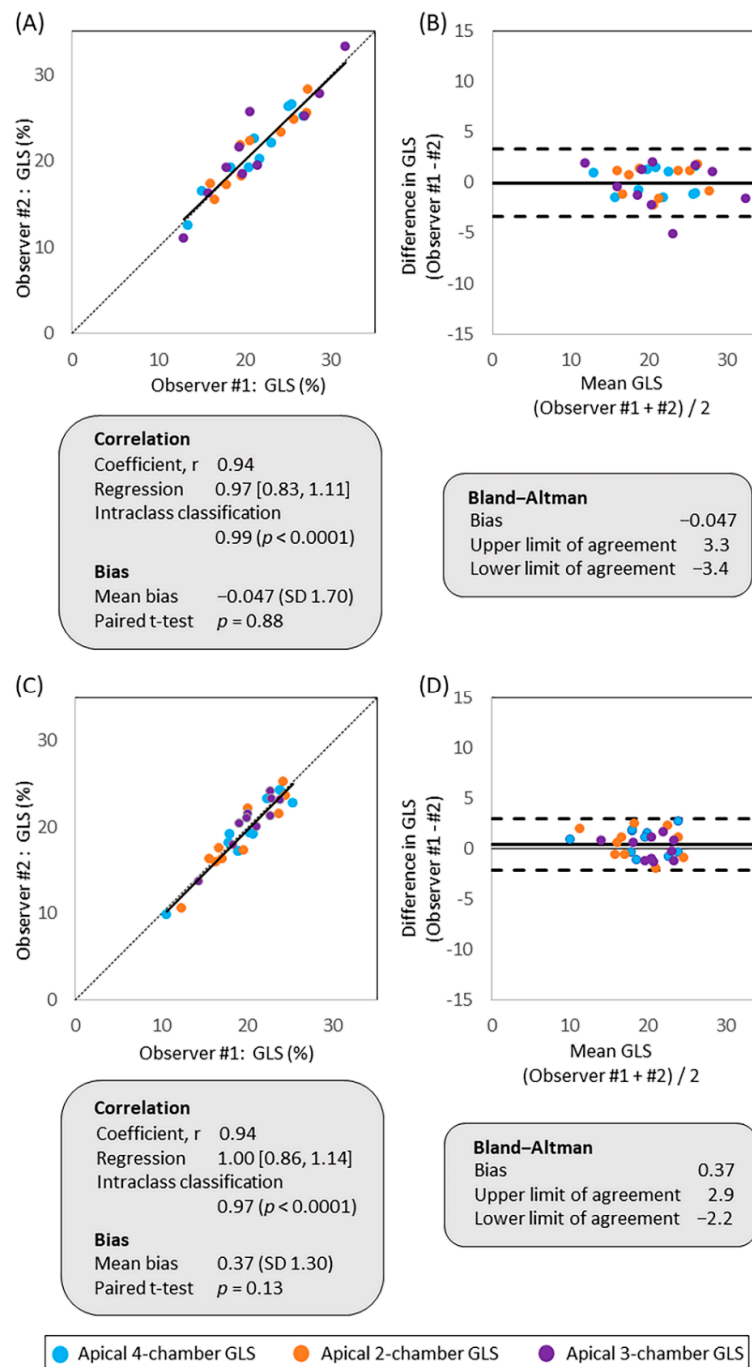 (A)
30
20
10
0
Observer #2 : GLS (%)
0 10 20 30
Observer #1: GLS (%)
(B)
15
10
5
0
-5
-10
-15
Difference in GLS
(Observer #1 - #2)
0 10 20 30
Mean GLS
(Observer #1 + #2) / 2
Correlation
Coefficient, r 0.94
Regression 0.97 [0.83, 1.11]
Intraclass classification
0.99 (p < 0.0001)
Bias
Mean bias −0.047 (SD 1.70)
Paired t-test p = 0.88
Bland–Altman
Bias −0.047
Upper limit of agreement 3.3
Lower limit of agreement −3.4
(C)
30
20
10
0
Observer #2 : GLS (%)
0 10 20 30
Observer #1: GLS (%)
(D)
15
10
5
0
-5
-10
-15
Difference in GLS
(Observer #1 - #2)
0 10 20 30
Mean GLS
(Observer #1 + #2) / 2
Correlation
Coefficient, r 0.94
Regression 1.00 [0.86, 1.14]
Intraclass classification
0.97 (p < 0.0001)
Bias
Mean bias 0.37 (SD 1.30)
Paired t-test p = 0.13
Bland–Altman
Bias 0.37
Upper limit of agreement 2.9
Lower limit of agreement −2.2
Apical 4-chamber GLS Apical 2-chamber GLS Apical 3-chamber GLS